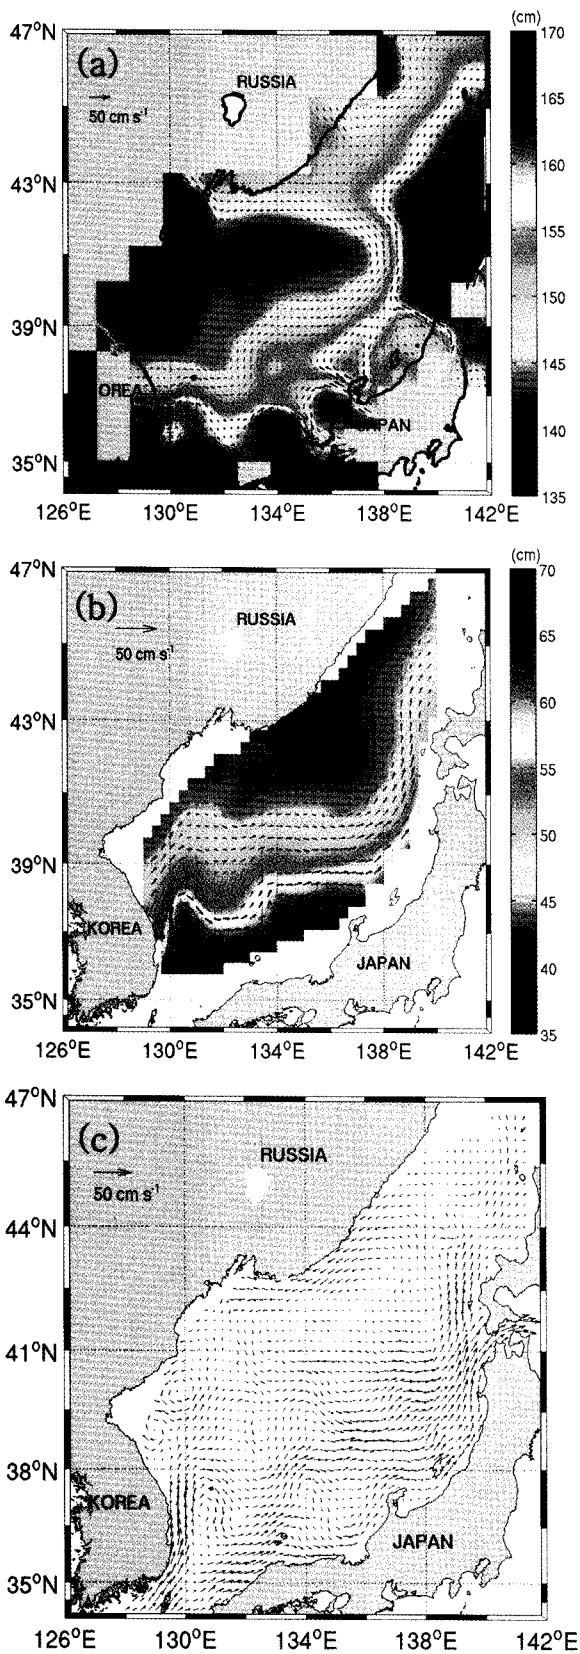 (cm)
47°N
170
(a)
RUSSIA
50 cm s-1
165
160
43°N
155
150
39°N
145
OREA
140
JAPAN
35°N
135
126°E 130°E 134°E 138°E 142°E
(cm)
47°N
70
(b)
RUSSIA
50 cm s-1
65
60
43°N
55
50
39°N
45
KOREA
40
JAPAN
35°N
35
126°E 130°E 134°E 138°E 142°E
47°N
(c)
RUSSIA
50 cm s-1
44°N
41°N
38°N
KOREA
JAPAN
35°N
126°E 130°E 134°E 138°E 142°E